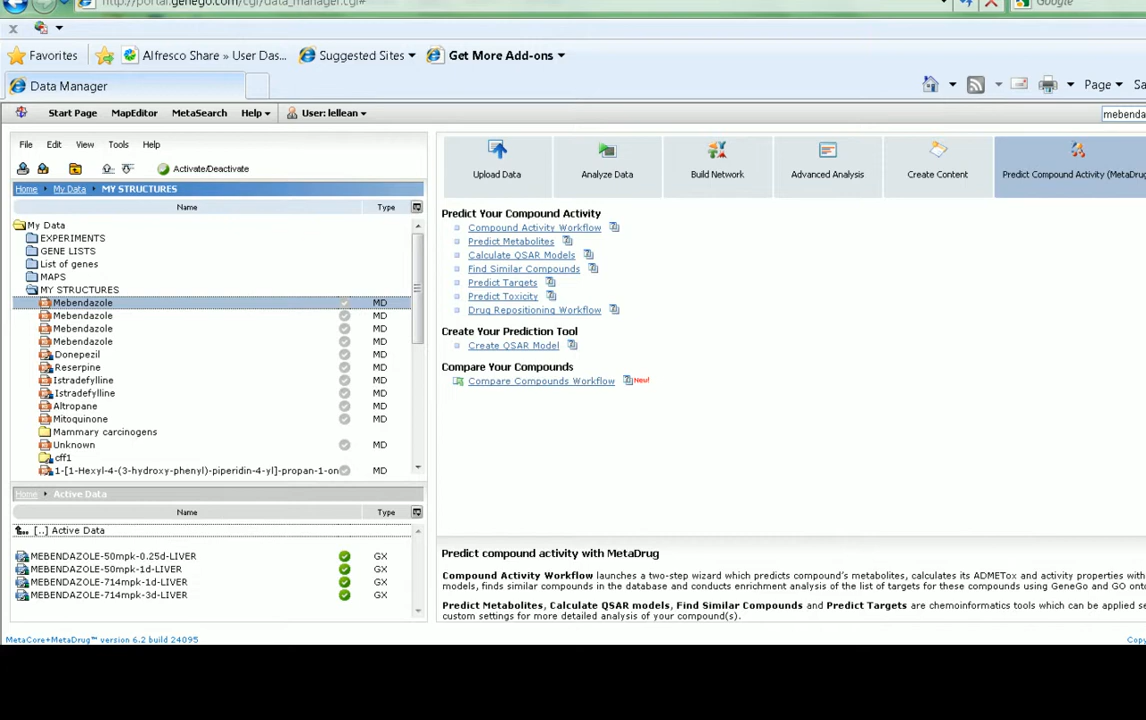 http://portal.genego.com/cgi/data_manager.cgi#
Google
Favorites
Alfresco Share » User Das...
Suggested Sites
Get More Add-ons
Data Manager
Page
Sa
Start Page
MapEditor
MetaSearch
Help
User: lellean
mebenda
File
Edit
View
Tools
Help
Activate/Deactivate
Home
My Data
MY STRUCTURES
Name
Type
My Data
EXPERIMENTS
GENE LISTS
List of genes
MAPS
MY STRUCTURES
Mebendazole MD
Mebendazole MD
Mebendazole MD
Mebendazole MD
Donepezil MD
Reserpine MD
Istradefylline MD
Istradefylline MD
Altropane MD
Mitoquinone MD
Mammary carcinogens
Unknown MD
cff1
1-[1-Hexyl-4-(3-hydroxy-phenyl)-piperidin-4-yl]-propan-1-on MD
Home
Active Data
Name
Type
[..] Active Data
MEBENDAZOLE-50mpk-0.25d-LIVER GX
MEBENDAZOLE-50mpk-1d-LIVER GX
MEBENDAZOLE-714mpk-1d-LIVER GX
MEBENDAZOLE-714mpk-3d-LIVER GX
MetaCore+MetaDrug™ version 6.2 build 24095
Upload Data
Analyze Data
Build Network
Advanced Analysis
Create Content
Predict Compound Activity (MetaDrug
Predict Your Compound Activity
Compound Activity Workflow
Predict Metabolites
Calculate QSAR Models
Find Similar Compounds
Predict Targets
Predict Toxicity
Drug Repositioning Workflow
Create Your Prediction Tool
Create QSAR Model
Compare Your Compounds
Compare Compounds Workflow New!
Predict compound activity with MetaDrug
Compound Activity Workflow launches a two-step wizard which predicts compound's metabolites, calculates its ADMETox and activity properties with
models, finds similar compounds in the database and conducts enrichment analysis of the list of targets for these compounds using GeneGo and GO onto
Predict Metabolites, Calculate QSAR models, Find Similar Compounds and Predict Targets are chemoinformatics tools which can be applied se
custom settings for more detailed analysis of your compound(s).
Copy